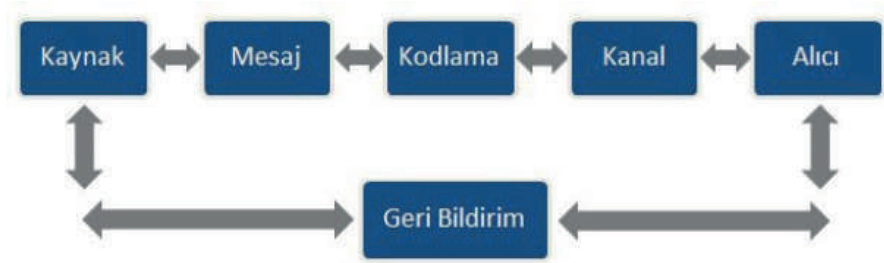 Kaynak
Mesaj
Kodlama
Kanal
Alıcı
Geri Bildirim